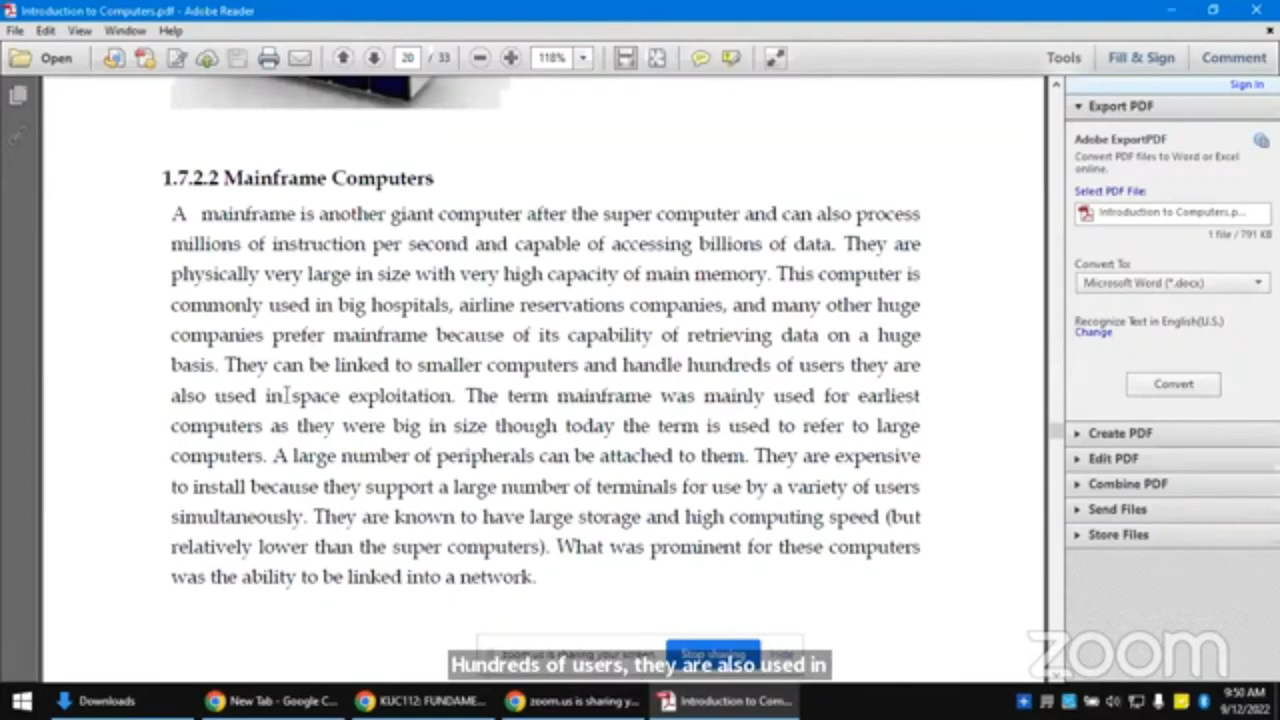 Introduction to Computers.pdf - Adobe Reader
File Edit View Window Help
Open 20 / 33 118% Tools Fill & Sign Comment
Sign In
Export PDF
Adobe ExportPDF
Convert PDF files to Word or Excel
online.
Select PDF File:
Introduction to Computers.p...
1 file / 791 KB
Convert To:
Microsoft Word (*.docx)
Recognize Text in English(U.S.)
Change
Convert
Create PDF
Edit PDF
Combine PDF
Send Files
Store Files
1.7.2.2 Mainframe Computers
A mainframe is another giant computer after the super computer and can also process
millions of instruction per second and capable of accessing billions of data. They are
physically very large in size with very high capacity of main memory. This computer is
commonly used in big hospitals, airline reservations companies, and many other huge
companies prefer mainframe because of its capability of retrieving data on a huge
basis. They can be linked to smaller computers and handle hundreds of users they are
also used in space exploitation. The term mainframe was mainly used for earliest
computers as they were big in size though today the term is used to refer to large
computers. A large number of peripherals can be attached to them. They are expensive
to install because they support a large number of terminals for use by a variety of users
simultaneously. They are known to have large storage and high computing speed (but
relatively lower than the super computers). What was prominent for these computers
was the ability to be linked into a network.
zoom.us is sharing your screen. Stop sharing Hide
Hundreds of users, they are also used in
zoom
Downloads New Tab - Google C... KUC112: FUNDAME... zoom.us is sharing y... Introduction to Com...
9:50 AM
9/12/2022